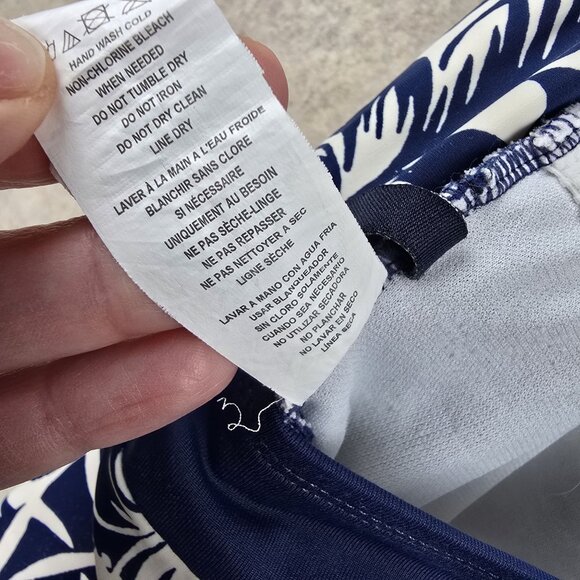 HAND WASH COLD
NON-CHLORINE BLEACH
WHEN NEEDED
DO NOT TUMBLE DRY
DO NOT IRON
DO NOT DRY CLEAN
LINE DRY
LAVER À LA MAIN A L'EAU FROIDE
BLANCHIR SANS CLORE
SI NÉCESSAIRE
UNIQUEMENT AU BESOIN
NE PAS SÈCHE-LINGE
NE PAS REPASSER
NE PAS NETTOYER A SEC
LIGNE SÈCHE
LAVAR A MANO CON AGUA FRIA
USAR BLANQUEADOR
SIN CLORO SOLAMENTE
CUANDO SEA NECESARIO
NO UTILIZAR SECADORA
NO PLANCHAR
NO LAVAR EN SECO
LÍNEA SECA